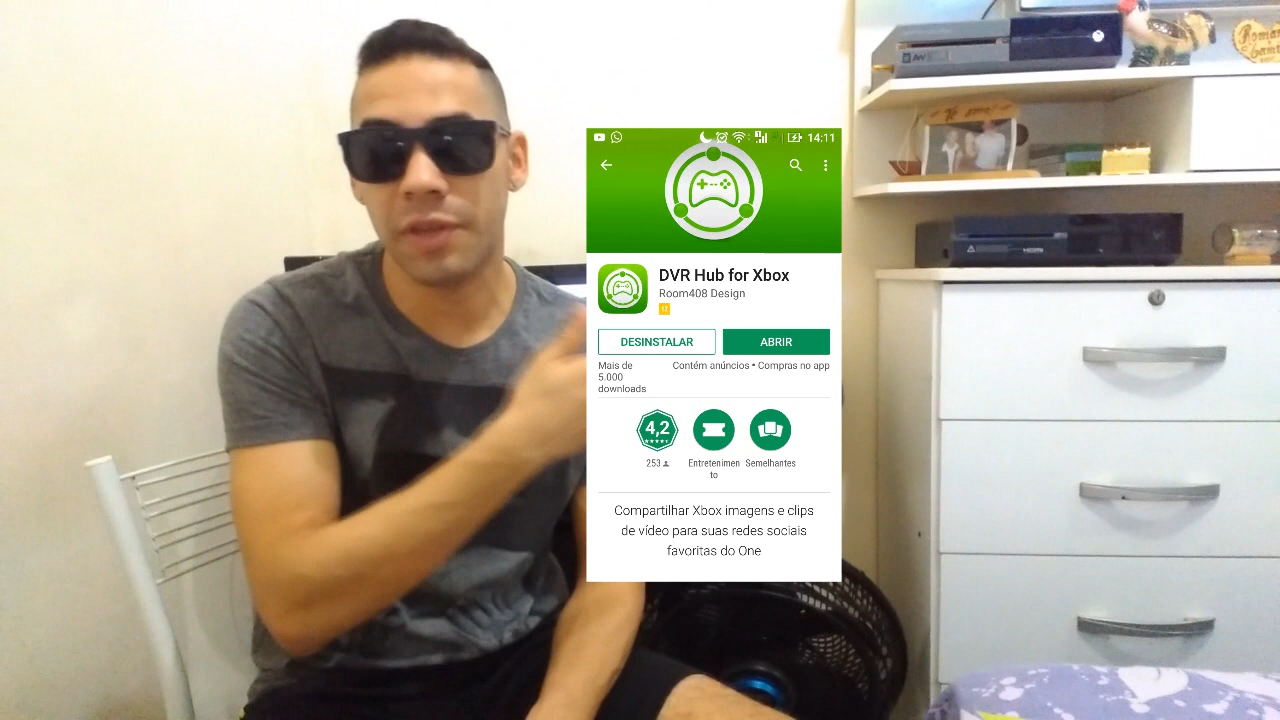 14:11
DVR Hub for Xbox
Room408 Design
DESINSTALAR
ABRIR
Mais de
5.000
downloads
Contém anúncios • Compras no app
4,2
253
Entretenimen
to
Semelhantes
Compartilhar Xbox imagens e clips
de vídeo para suas redes sociais
favoritas do One
HDMI